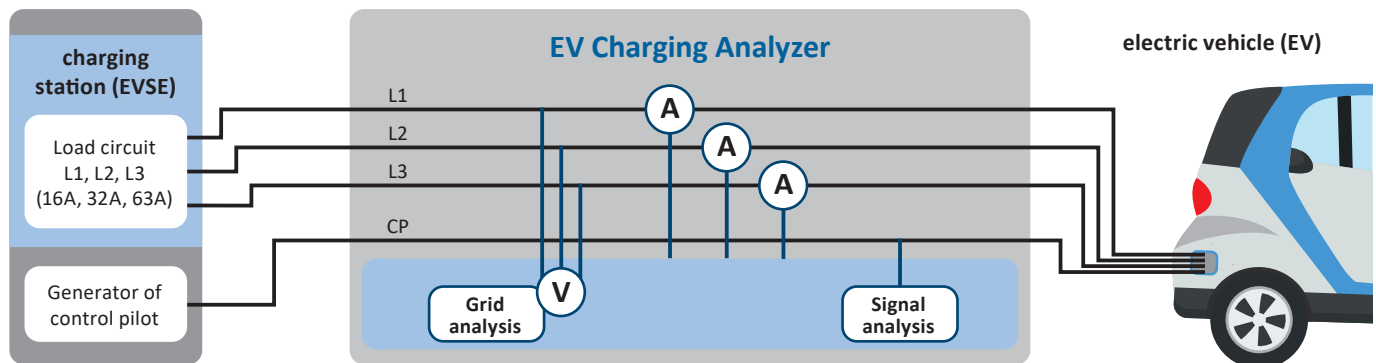 charging
station (EVSE)
Load circuit
L1, L2, L3
(16A, 32A, 63A)
Generator of
control pilot
EV Charging Analyzer
L1
A
L2
A
L3
A
CP
V
Grid
analysis
Signal
analysis
electric vehicle (EV)